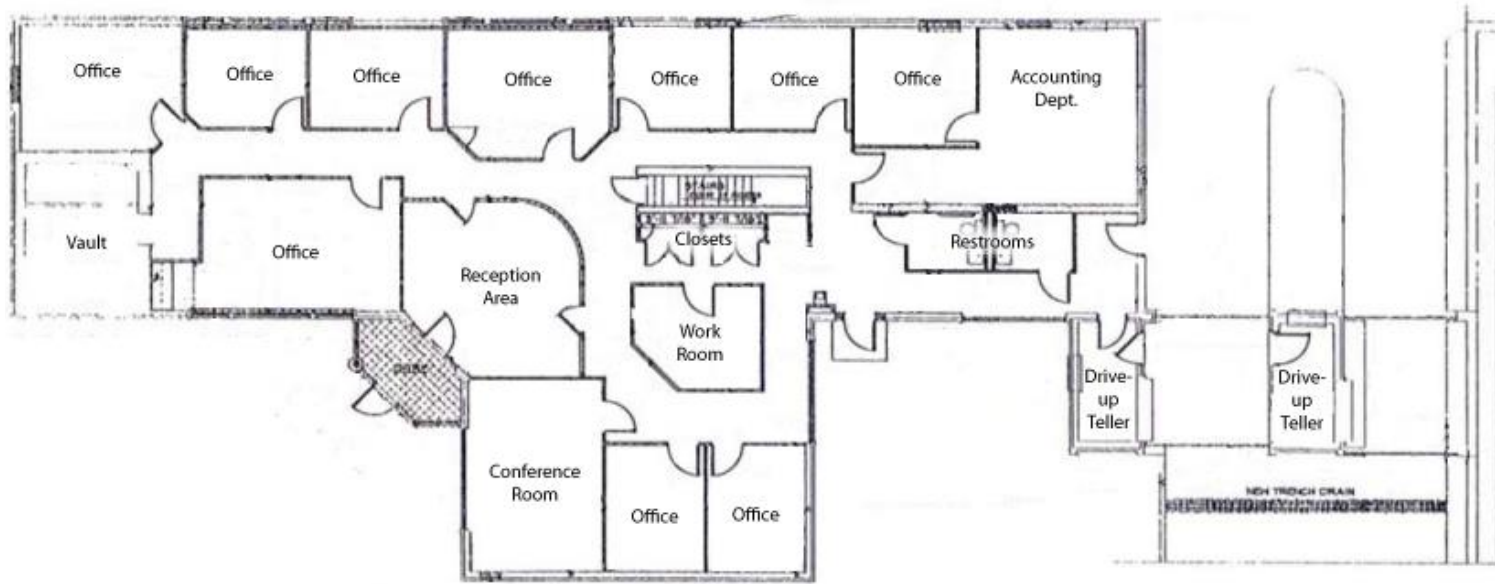 Office
Office
Office
Office
Office
Office
Office
Accounting
Dept.
Vault
Office
Reception
Area
Closets
Restrooms
Work
Room
Drive-
up
Teller
Drive-
up
Teller
Conference
Room
Office
Office
NEW TRENCH DRAIN